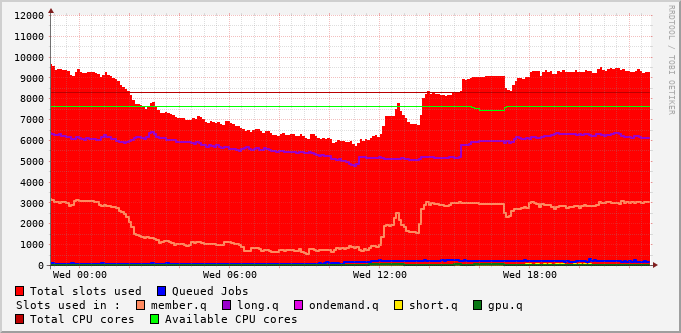 12000
11000
10000
9000
8000
7000
6000
5000
4000
3000
2000
1000
0
Wed 00:00 Wed 06:00 Wed 12:00 Wed 18:00
RRDTOOL / TOBI OETIKER
Total slots used Queued Jobs
Slots used in : member.q long.q ondemand.q short.q gpu.q
Total CPU cores Available CPU cores